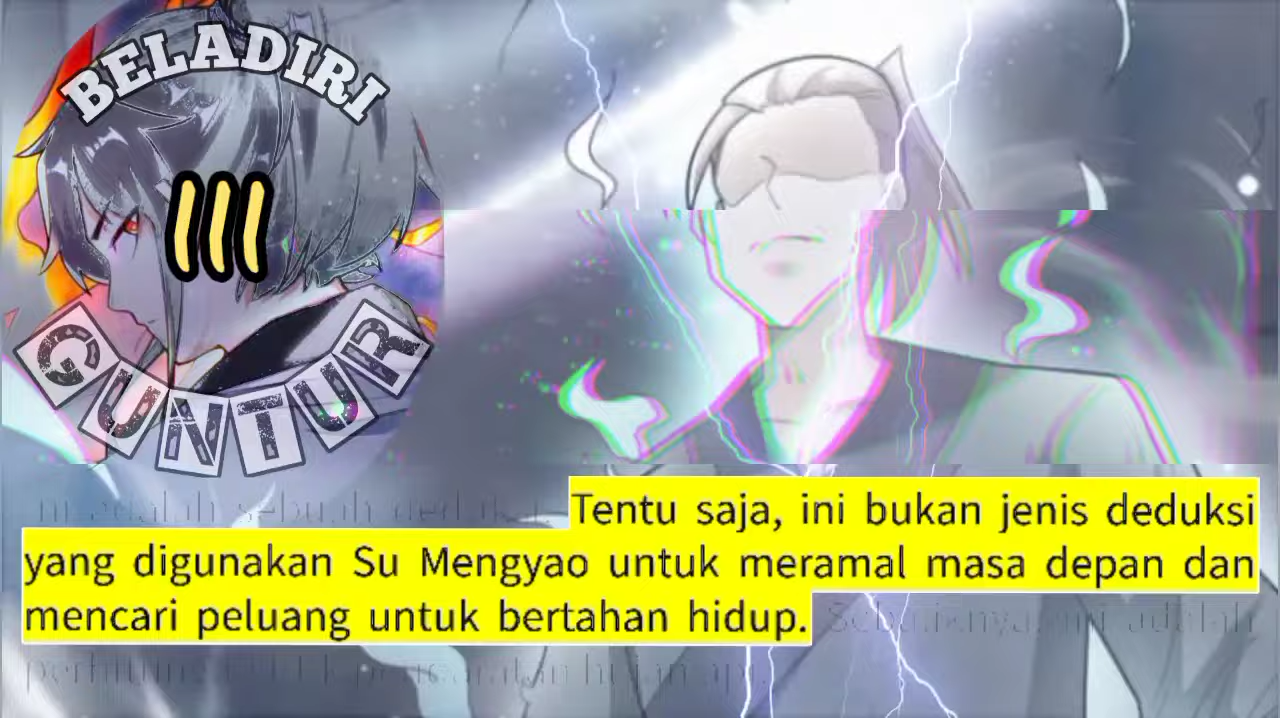 BELADIRI
III
GUNTUR
Tentu saja, ini bukan jenis deduksi
yang digunakan Su Mengyao untuk meramal masa depan dan
mencari peluang untuk bertahan hidup.